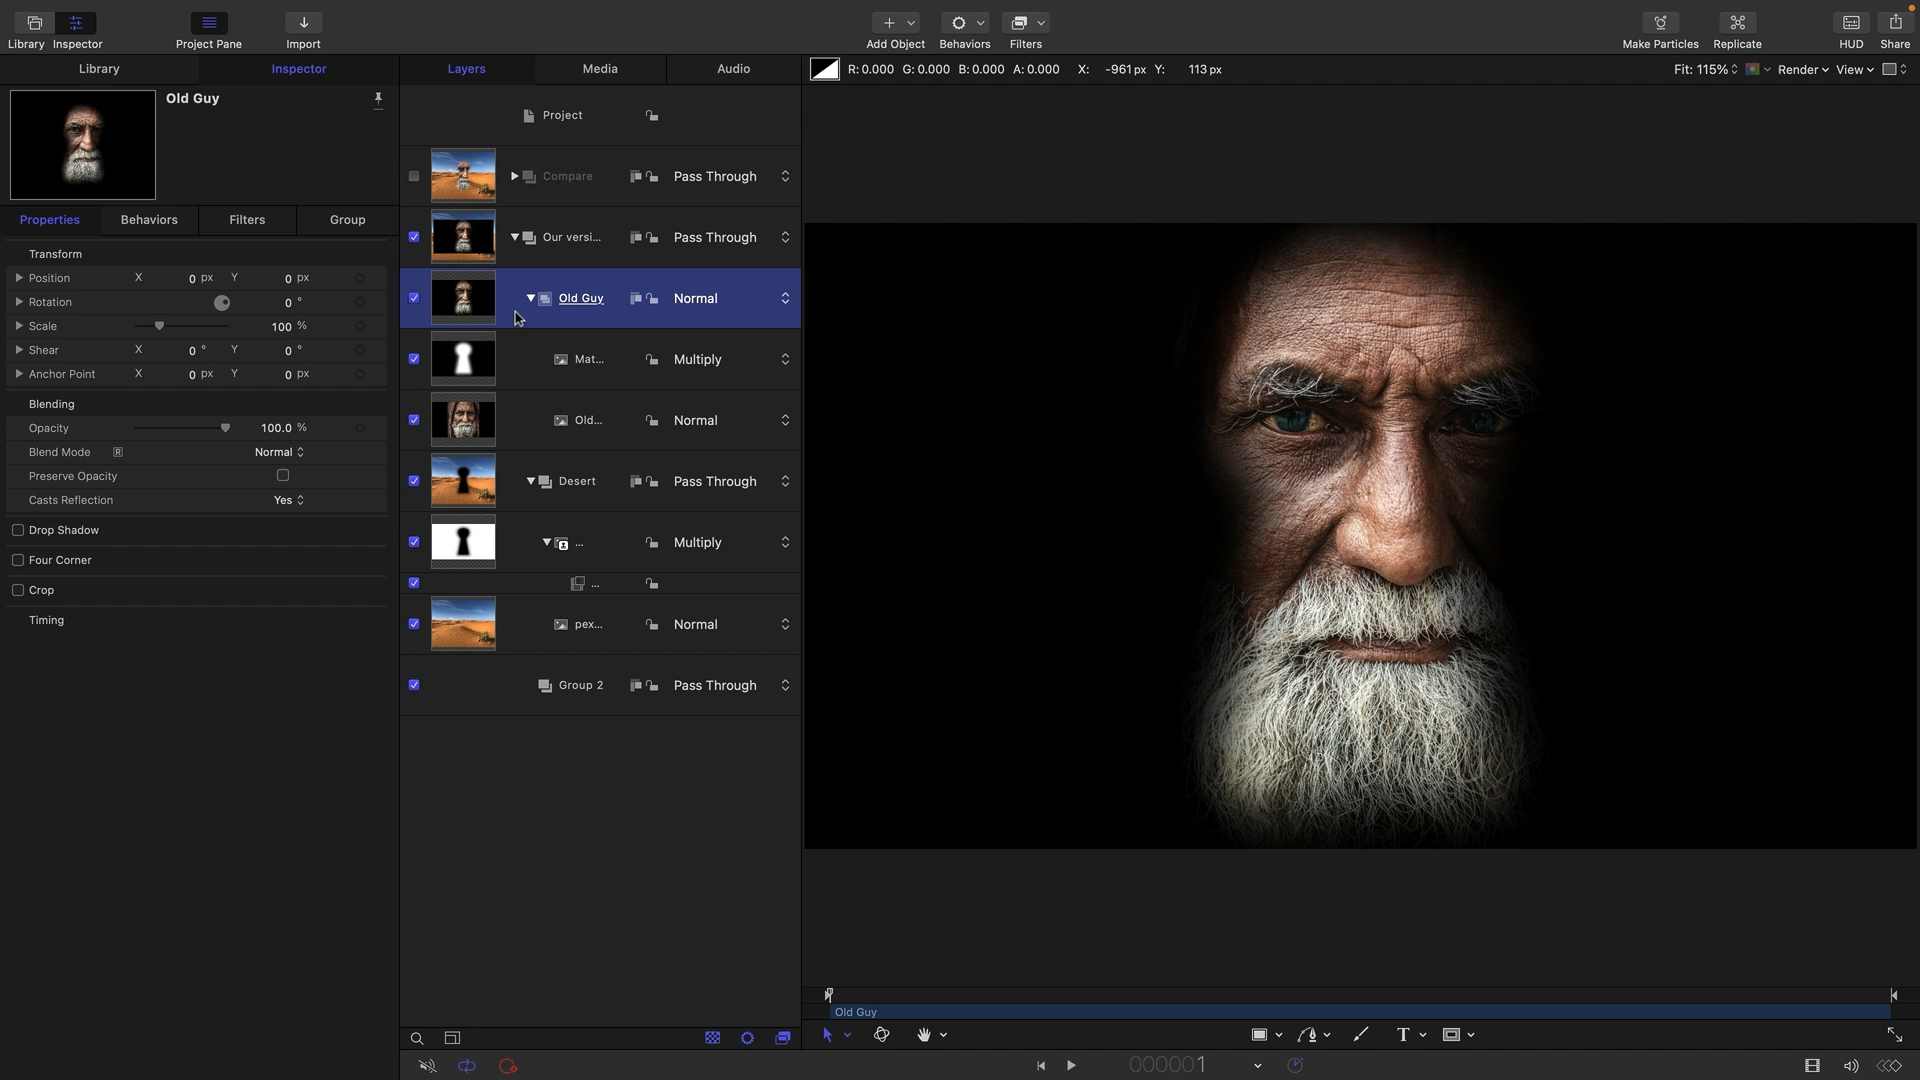 Library Inspector Project Pane Import Add Object Behaviors Filters Make Particles Replicate HUD Share
Library Inspector Layers Media Audio R: 0.000 G: 0.000 B: 0.000 A: 0.000 X: -961 px Y: 113 px Fit: 115% Render View
Old Guy
Properties Behaviors Filters Group
Transform
Position X 0 px Y 0 px
Rotation 0 °
Scale 100 %
Shear X 0 ° Y 0 °
Anchor Point X 0 px Y 0 px
Blending
Opacity 100.0 %
Blend Mode R Normal
Preserve Opacity
Casts Reflection Yes
Drop Shadow
Four Corner
Crop
Timing
Project
Compare Pass Through
Our versi... Pass Through
Old Guy Normal
Mat... Multiply
Old... Normal
Desert Pass Through
... Multiply
...
pex... Normal
Group 2 Pass Through
Old Guy
T
000001